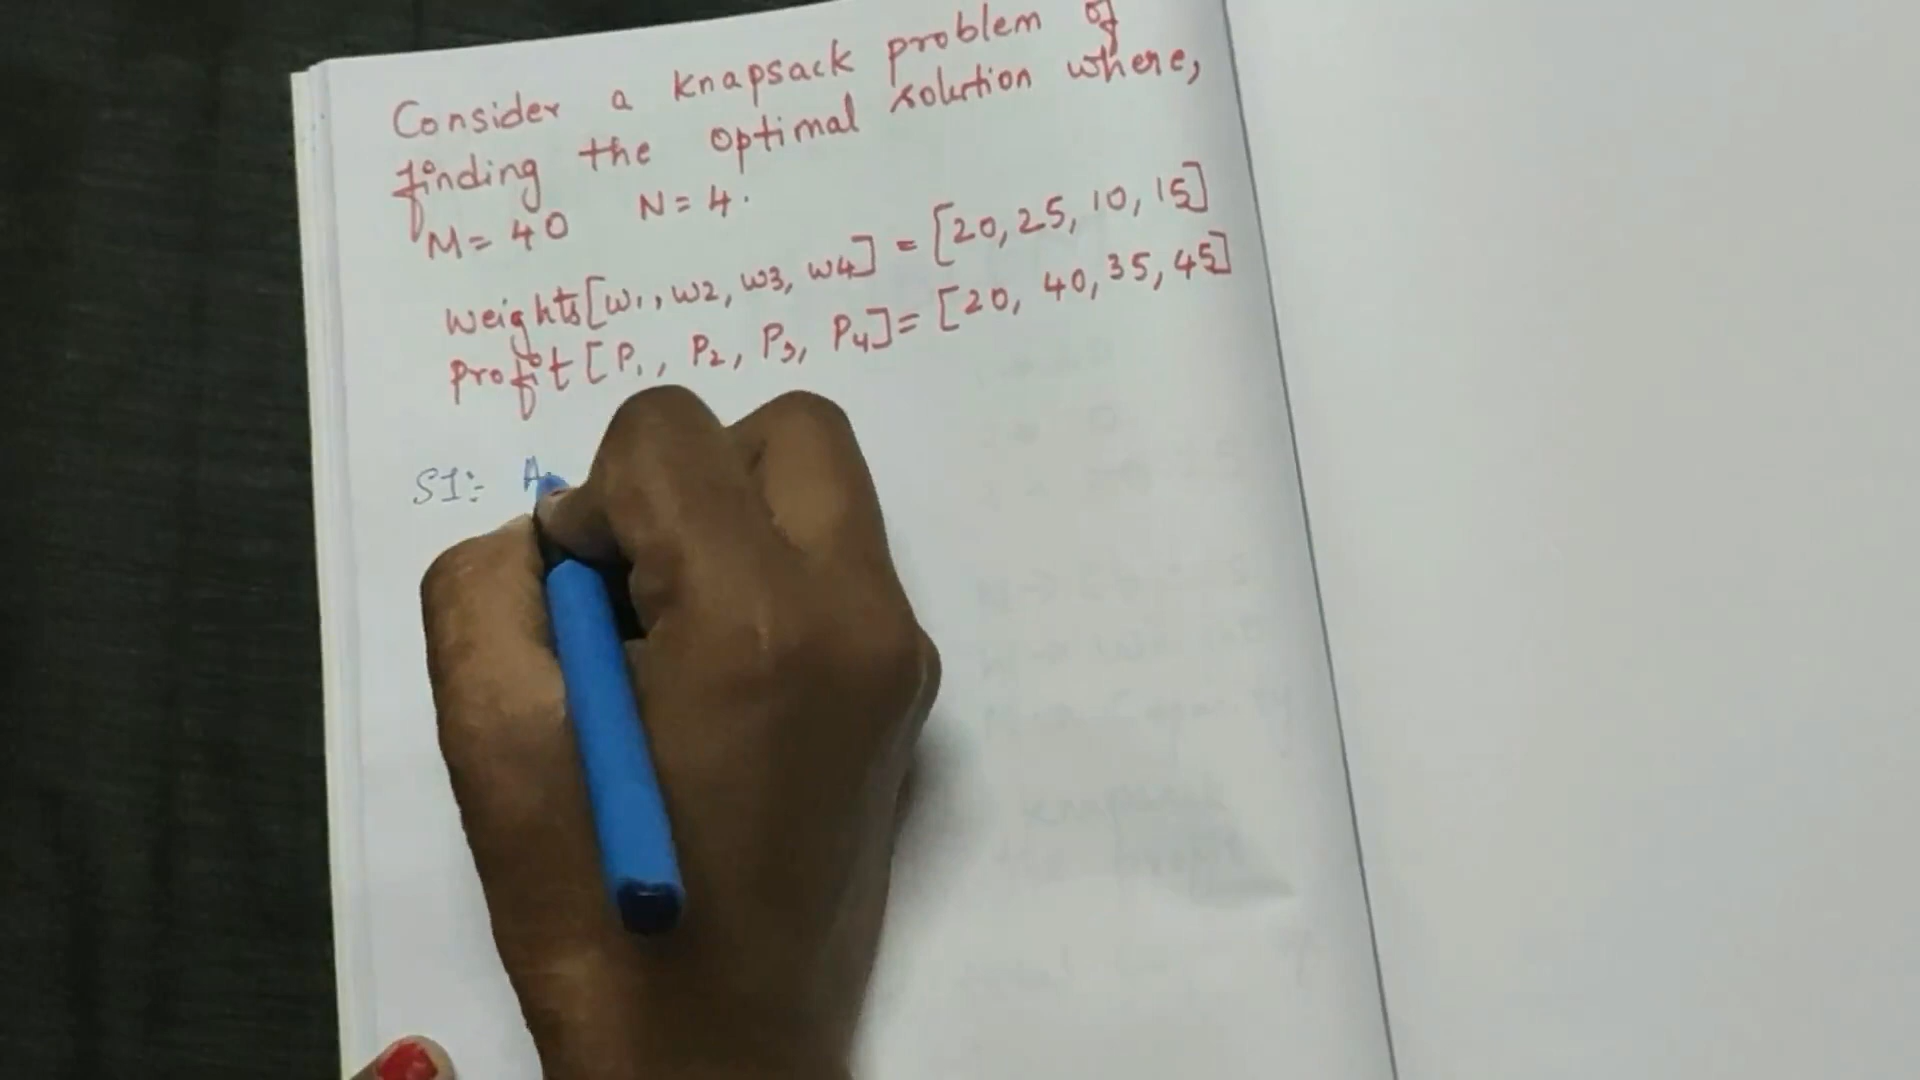 Consider a knapsack problem of
finding the optimal solution where,
M = 40 N = 4.
Weights[w1, w2, w3, w4] = [20, 25, 10, 15]
Profit [P1, P2, P3, P4] = [20, 40, 35, 45]
S1:- A